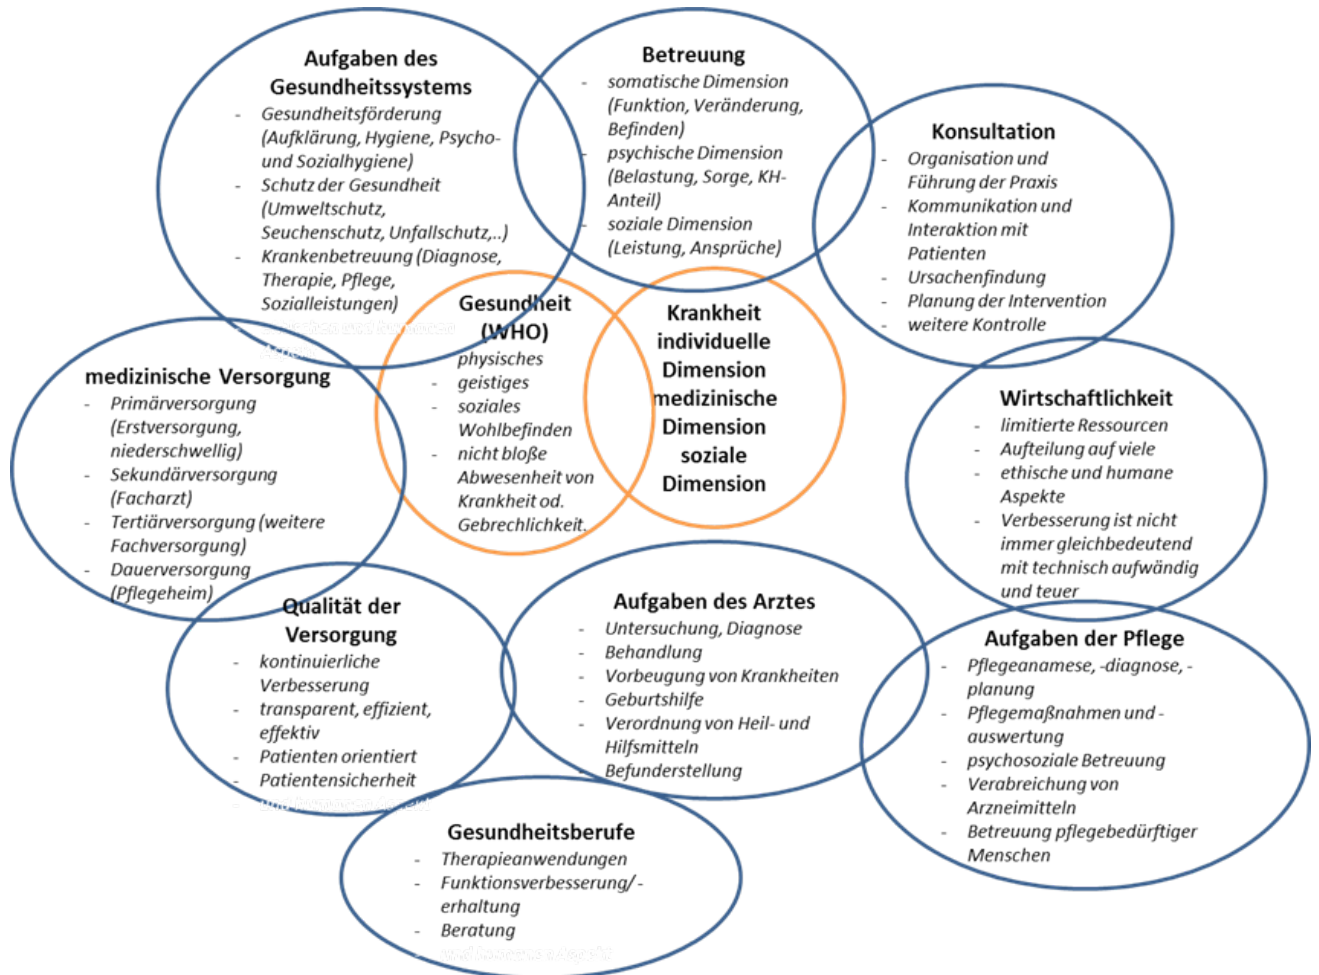 Aufgaben des
Gesundheitssystems
- Gesundheitsförderung
(Aufklärung, Hygiene, Psycho-
und Sozialhygiene)
- Schutz der Gesundheit
(Umweltschutz,
Seuchenschutz, Unfallschutz,..)
- Krankenbetreuung (Diagnose,
Therapie, Pflege,
Sozialleistungen)
Betreuung
- somatische Dimension
(Funktion, Veränderung,
Befinden)
- psychische Dimension
(Belastung, Sorge, KH-
Anteil)
- soziale Dimension
(Leistung, Ansprüche)
Konsultation
- Organisation und
Führung der Praxis
- Kommunikation und
Interaktion mit
Patienten
- Ursachenfindung
- Planung der Intervention
- weitere Kontrolle
Gesundheit
(WHO)
physisches
- geistiges
- soziales
Wohlbefinden
- nicht bloße
Abwesenheit von
Krankheit od.
Gebrechlichkeit.
Krankheit
individuelle
Dimension
medizinische
Dimension
soziale
Dimension
medizinische Versorgung
- Primärversorgung
(Erstversorgung,
niederschwellig)
- Sekundärversorgung
(Facharzt)
- Tertiärversorgung (weitere
Fachversorgung)
- Dauerversorgung
(Pflegeheim)
Wirtschaftlichkeit
- limitierte Ressourcen
- Aufteilung auf viele
- ethische und humane
Aspekte
- Verbesserung ist nicht
immer gleichbedeutend
mit technisch aufwändig
und teuer
Qualität der
Versorgung
- kontinuierliche
Verbesserung
- transparent, effizient,
effektiv
- Patienten orientiert
- Patientensicherheit
Aufgaben des Arztes
- Untersuchung, Diagnose
- Behandlung
- Vorbeugung von Krankheiten
- Geburtshilfe
- Verordnung von Heil- und
Hilfsmitteln
- Befunderstellung
Aufgaben der Pflege
- Pflegeanamese, -diagnose, -
planung
- Pflegemaßnahmen und -
auswertung
- psychosoziale Betreuung
- Verabreichung von
Arzneimitteln
- Betreuung pflegebedürftiger
Menschen
Gesundheitsberufe
- Therapieanwendungen
- Funktionsverbesserung/ -
erhaltung
- Beratung